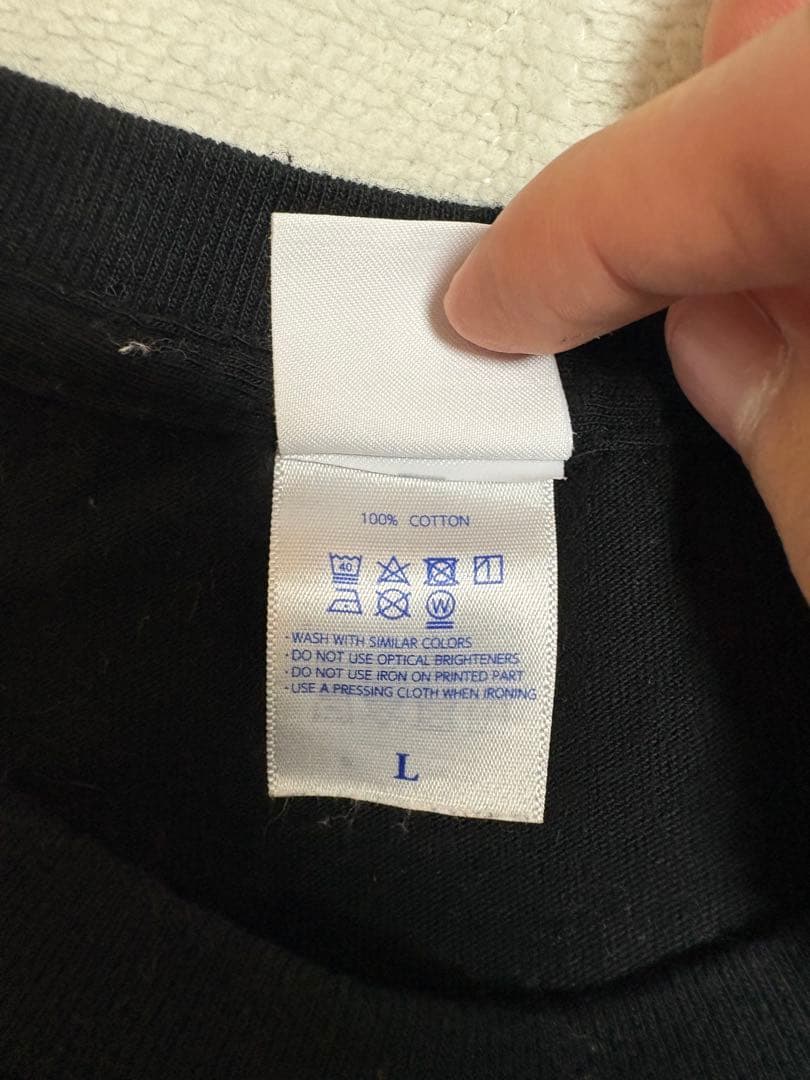 100% COTTON
40
W
·WASH WITH SIMILAR COLORS
·DO NOT USE OPTICAL BRIGHTENERS
·DO NOT USE IRON ON PRINTED PART
·USE A PRESSING CLOTH WHEN IRONING
L